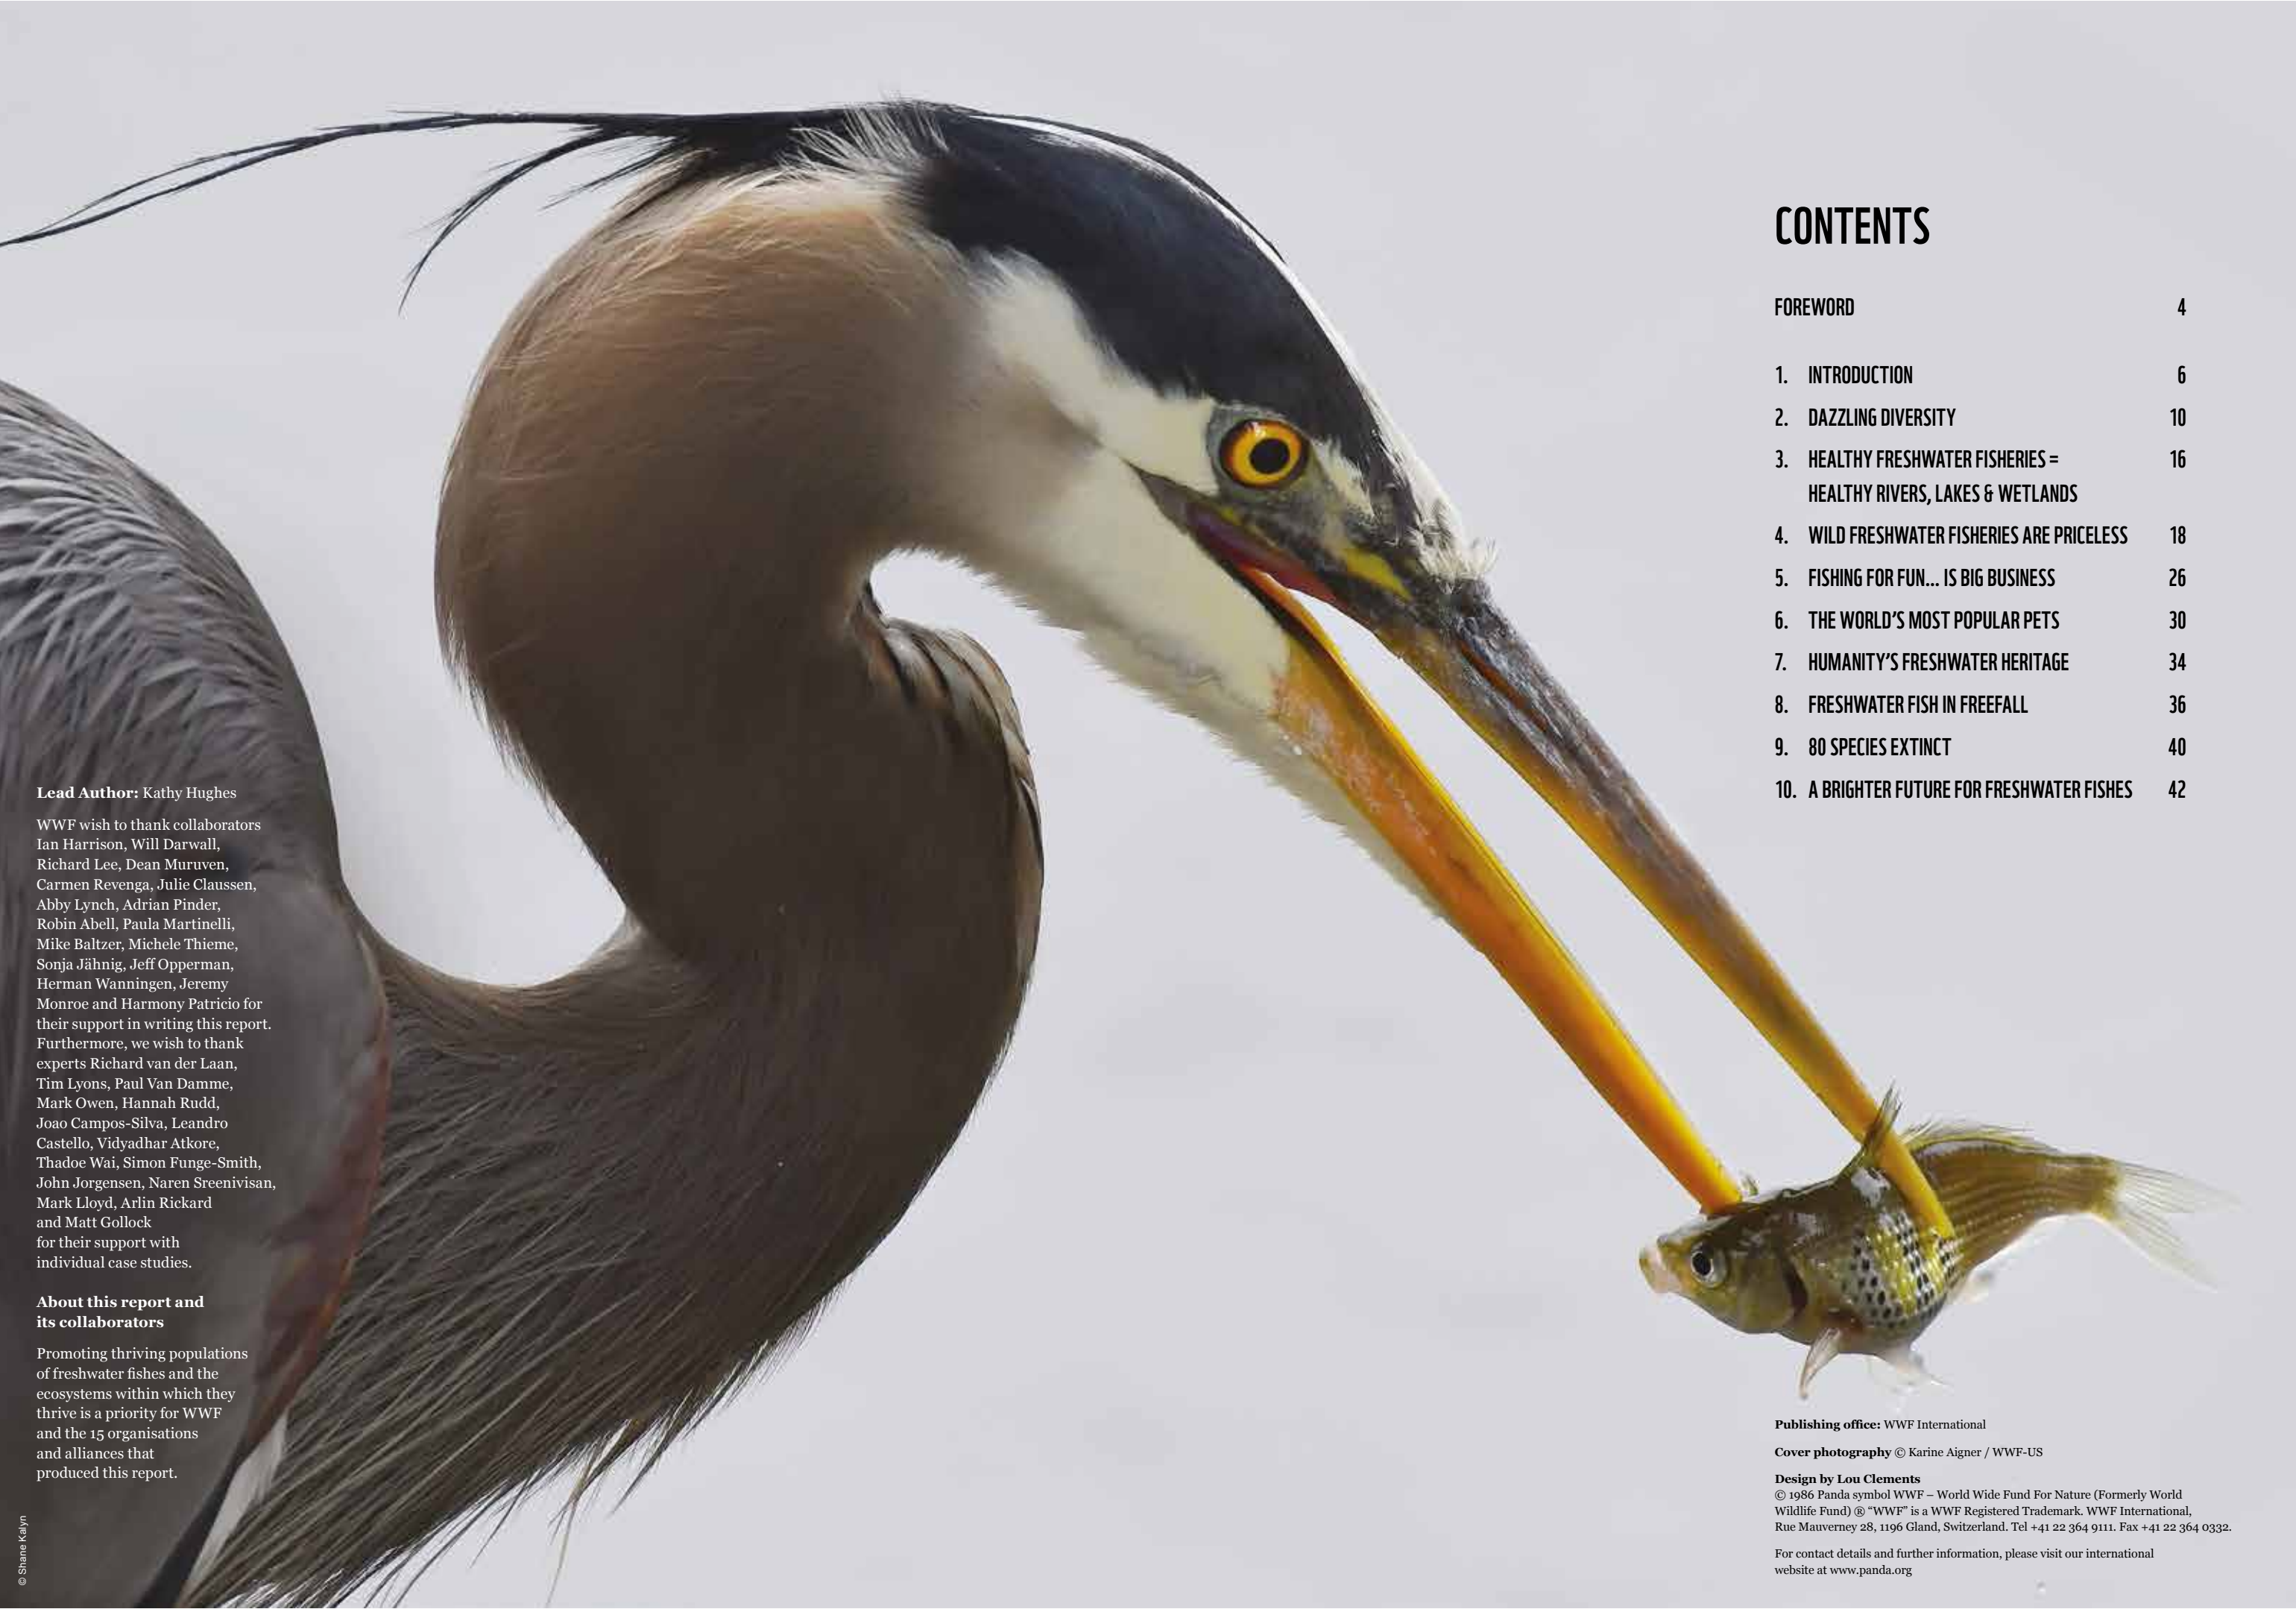 Lead Author: Kathy Hughes
WWF wish to thank collaborators
Ian Harrison, Will Darwall,
Richard Lee, Dean Muruven,
Carmen Revenga, Julie Claussen,
Abby Lynch, Adrian Pinder,
Robin Abell, Paula Martinelli,
Mike Baltzer, Michele Thieme,
Sonja Jähnig, Jeff Opperman,
Herman Wanningen, Jeremy
Monroe and Harmony Patricio for
their support in writing this report.
Furthermore, we wish to thank
experts Richard van der Laan,
Tim Lyons, Paul Van Damme,
Mark Owen, Hannah Rudd,
Joao Campos-Silva, Leandro
Castello, Vidyadhar Atkore,
Thadoe Wai, Simon Funge-Smith,
John Jorgensen, Naren Sreenivisan,
Mark Lloyd, Arlin Rickard
and Matt Gollock
for their support with
individual case studies.
About this report and
its collaborators
Promoting thriving populations
of freshwater fishes and the
ecosystems within which they
thrive is a priority for WWF
and the 15 organisations
and alliances that
produced this report.
© Shane Kalyn
CONTENTS
FOREWORD 4
1. INTRODUCTION 6
2. DAZZLING DIVERSITY 10
3. HEALTHY FRESHWATER FISHERIES = 16
HEALTHY RIVERS, LAKES & WETLANDS
4. WILD FRESHWATER FISHERIES ARE PRICELESS 18
5. FISHING FOR FUN... IS BIG BUSINESS 26
6. THE WORLD'S MOST POPULAR PETS 30
7. HUMANITY'S FRESHWATER HERITAGE 34
8. FRESHWATER FISH IN FREEFALL 36
9. 80 SPECIES EXTINCT 40
10. A BRIGHTER FUTURE FOR FRESHWATER FISHES 42
Publishing office: WWF International
Cover photography © Karine Aigner / WWF-US
Design by Lou Clements
© 1986 Panda symbol WWF – World Wide Fund For Nature (Formerly World
Wildlife Fund) ® “WWF” is a WWF Registered Trademark. WWF International,
Rue Mauverney 28, 1196 Gland, Switzerland. Tel +41 22 364 9111. Fax +41 22 364 0332.
For contact details and further information, please visit our international
website at www.panda.org